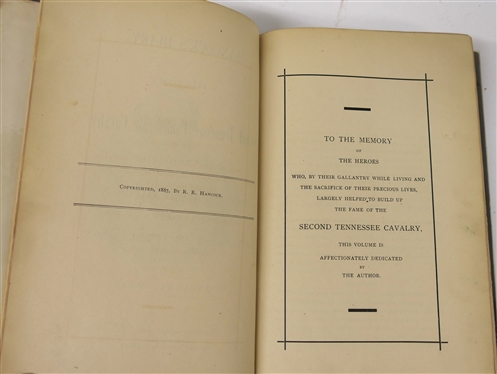 Copyrighted, 1887, By R. R. Hancock.
TO THE MEMORY
OF
THE HEROES
WHO, BY THEIR GALLANTRY WHILE LIVING AND
THE SACRIFICE OF THEIR PRECIOUS LIVES,
LARGELY HELPED TO BUILD UP
THE FAME OF THE
SECOND TENNESSEE CAVALRY,
THIS VOLUME IS
AFFECTIONATELY DEDICATED
BY
THE AUTHOR.